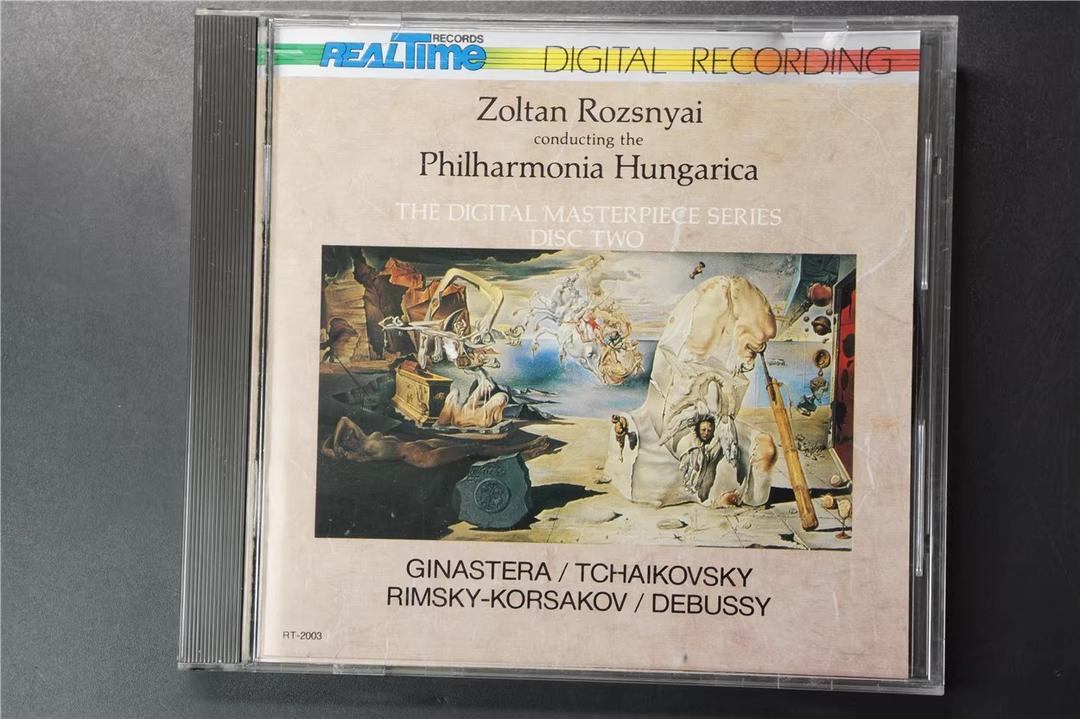 RECORDS
REALTime
DIGITAL RECORDING
Zoltan Rozsnyai
conducting the
Philharmonia Hungarica
THE DIGITAL MASTERPIECE SERIES
DISC TWO
GINASTERA / TCHAIKOVSKY
RIMSKY-KORSAKOV / DEBUSSY
RT-2003